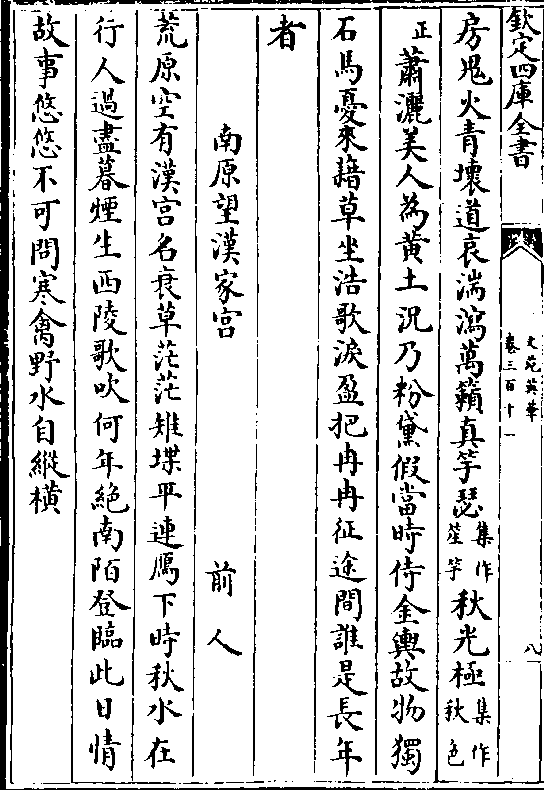 欽定四庫全書
文苑英華
卷三百十一
八
房鬼火青壞道哀湍瀉萬籟真竽瑟集作笙竽秋光極集作秋色
正蕭灑美人為黄土況乃粉黛假當時侍金輿故物獨
石馬憂來藉草坐浩歌淚盈把冉冉征途間誰是長年
者
南原望漢家宫
前人
荒原空有漢宫名衰草茫茫雉堞平連鴈下時秋水在
行人過盡暮煙生西陵歌吹何年絶南陌登臨此日情
故事悠悠不可問寒禽野水自縱横